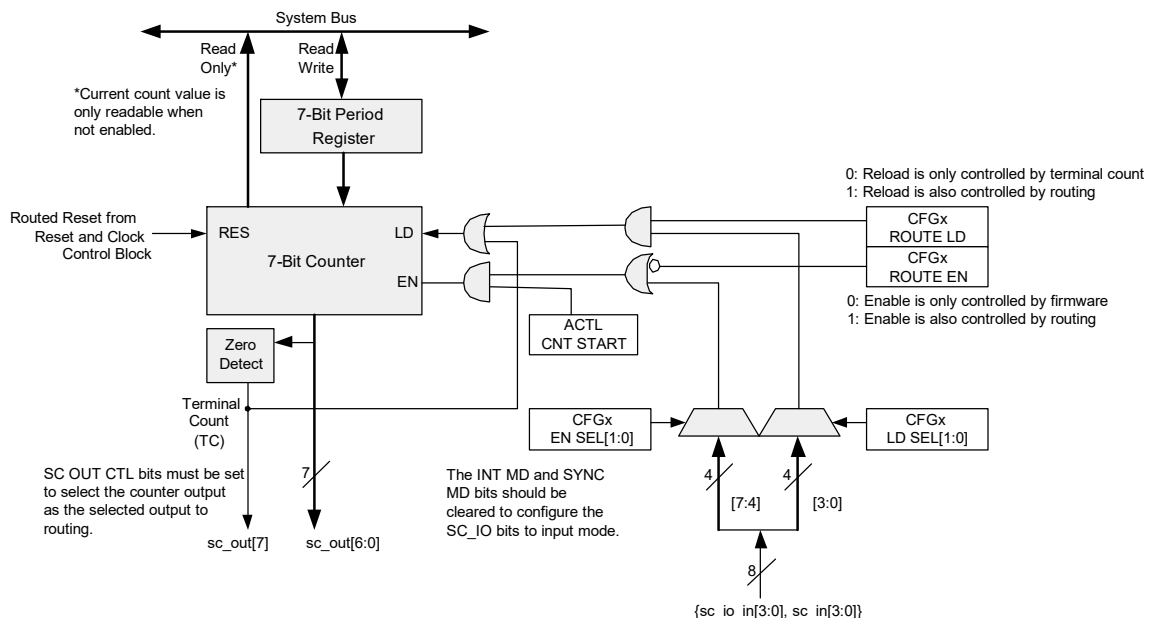 System Bus
Read
Only*
Read
Write
*Current count value is
only readable when
not enabled.
7-Bit Period
Register
0: Reload is only controlled by terminal count
1: Reload is also controlled by routing
Routed Reset from
Reset and Clock
Control Block
RES
LD
7-Bit Counter
EN
CFGx
ROUTE LD
CFGx
ROUTE EN
0: Enable is only controlled by firmware
1: Enable is also controlled by routing
ACTL
CNT START
Zero
Detect
Terminal
Count
(TC)
CFGx
EN SEL[1:0]
CFGx
LD SEL[1:0]
SC OUT CTL bits must be set
to select the counter output
as the selected output to
routing.
7
The INT MD and SYNC
MD bits should be
cleared to configure the
SC_IO bits to input mode.
4
4
[7:4]
[3:0]
sc_out[7]
sc_out[6:0]
8
{sc_io_in[3:0], sc_in[3:0]}